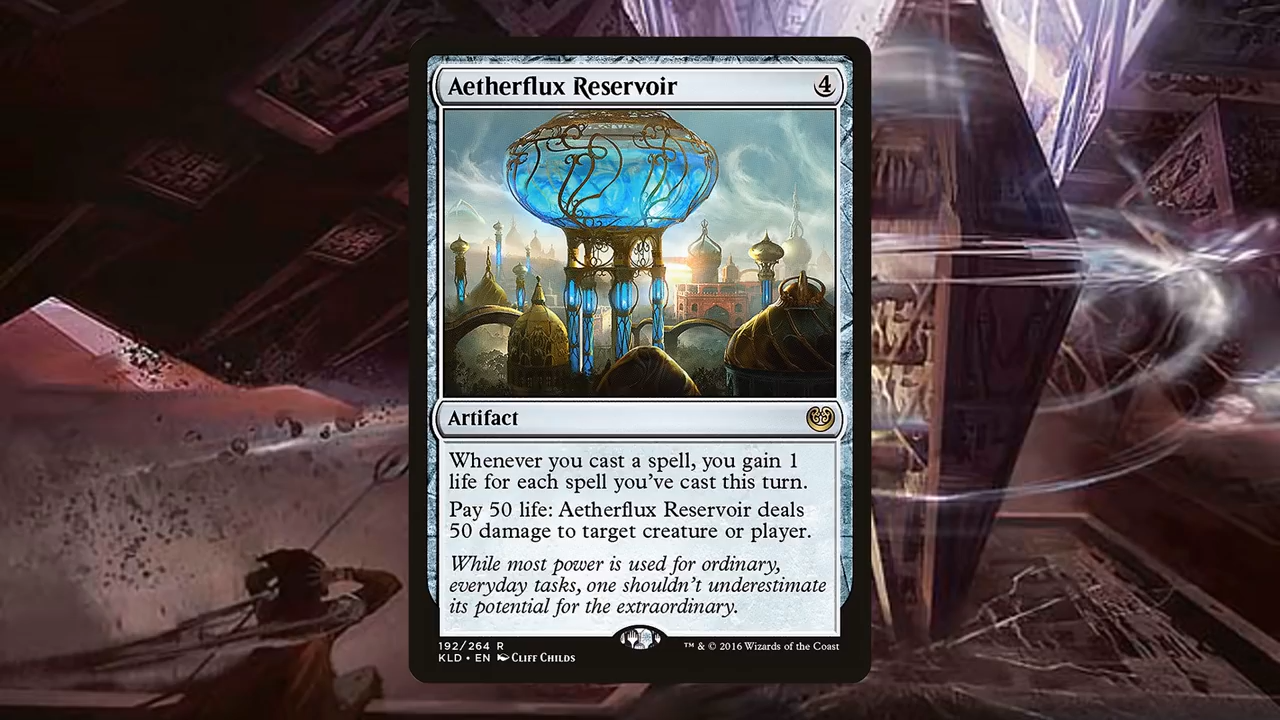 Aetherflux Reservoir 4
Artifact
Whenever you cast a spell, you gain 1
life for each spell you've cast this turn.
Pay 50 life: Aetherflux Reservoir deals
50 damage to target creature or player.
While most power is used for ordinary,
everyday tasks, one shouldn't underestimate
its potential for the extraordinary.
192/264 R
™ & © 2016 Wizards of the Coast
KLD • EN Cliff Childs